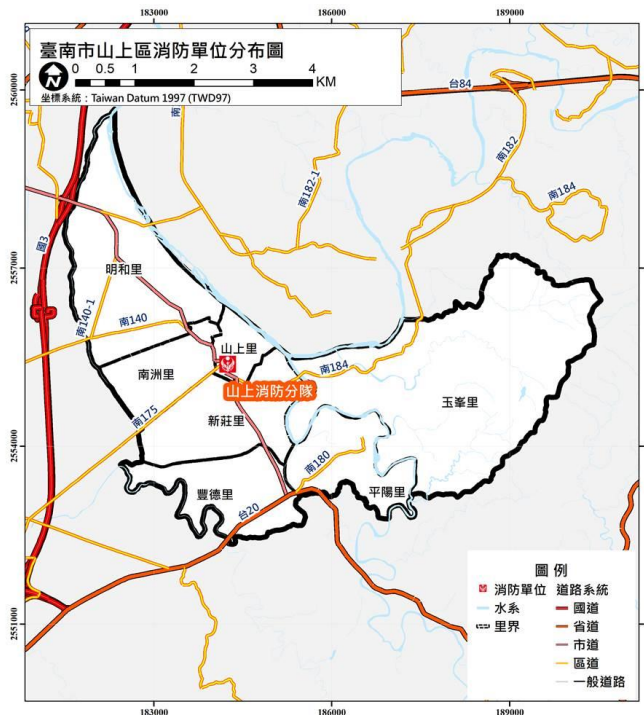 183000
186000
189000
臺南市山上區消防單位分布圖
0 0.5 1 2 3 4
KM
坐標系統：Taiwan Datum 1997 (TWD97)
2560000
台84
南182
南182-1
南184
國3
2557000
明和里
南140-1
南140
山上里
南洲里
南184
山上消防分隊
玉峯里
南175
新莊里
2554000
南180
豐德里
平陽里
台20
圖例
消防單位
水系
里界
道路系統
國道
省道
市道
區道
一般道路
2551000
183000
186000
189000